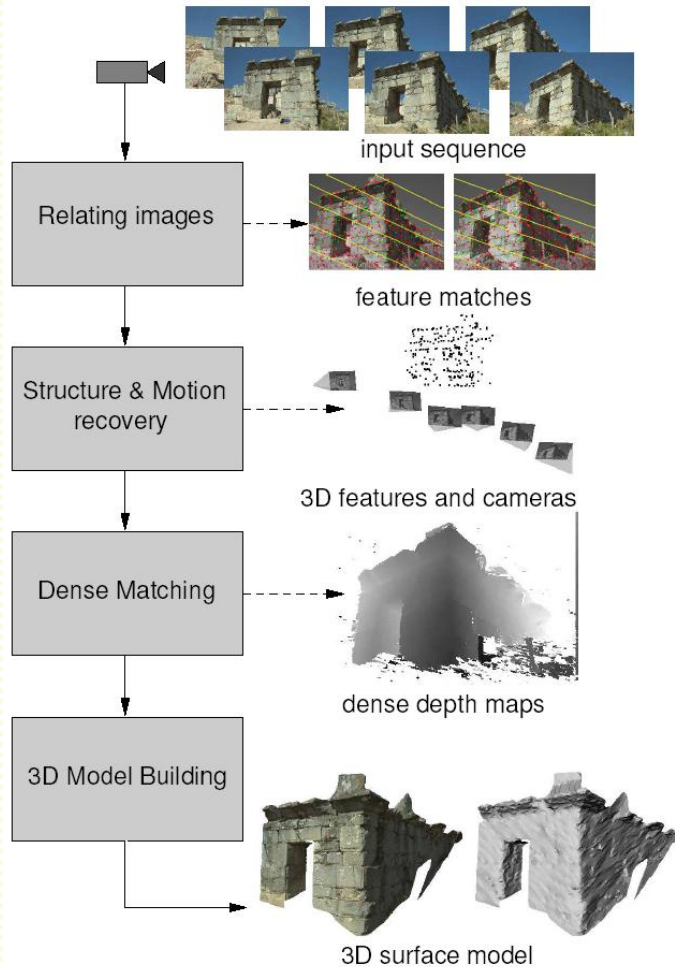 input sequence
Relating images
feature matches
Structure & Motion
recovery
3D features and cameras
Dense Matching
dense depth maps
3D Model Building
3D surface model